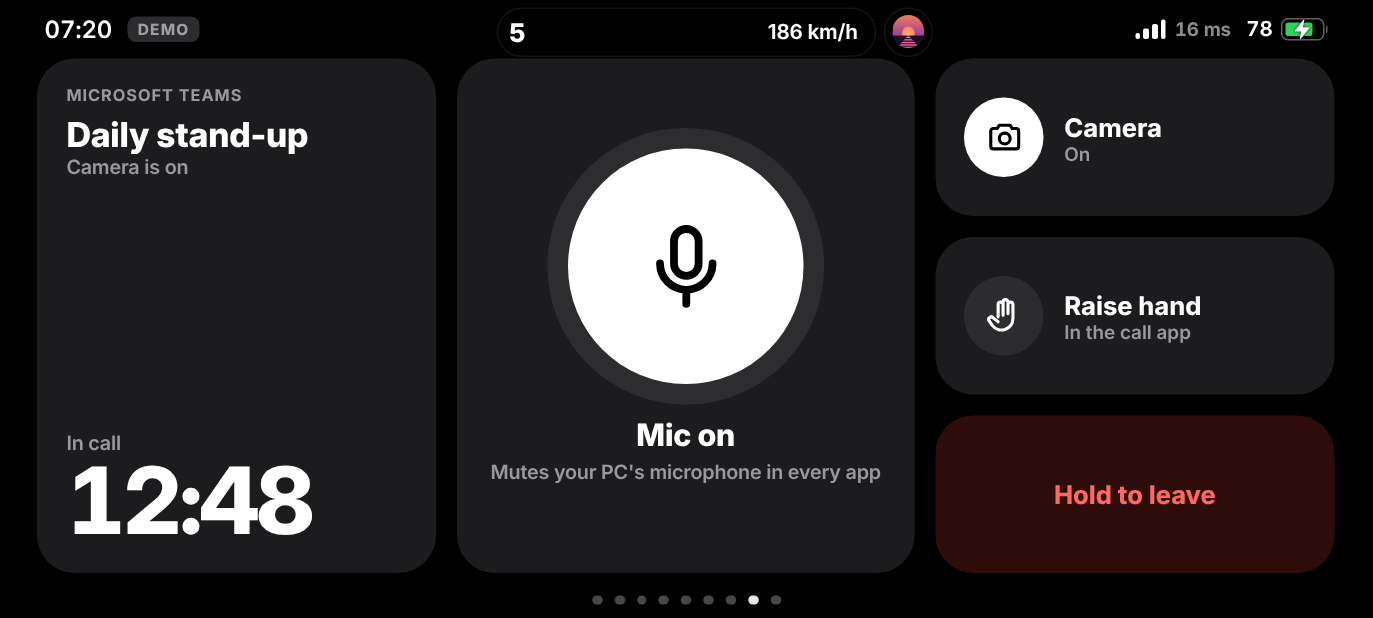 07:20 DEMO
5 186 km/h
16 ms 78
MICROSOFT TEAMS
Daily stand-up
Camera is on
In call
12:48
Mic on
Mutes your PC's microphone in every app
Camera
On
Raise hand
In the call app
Hold to leave